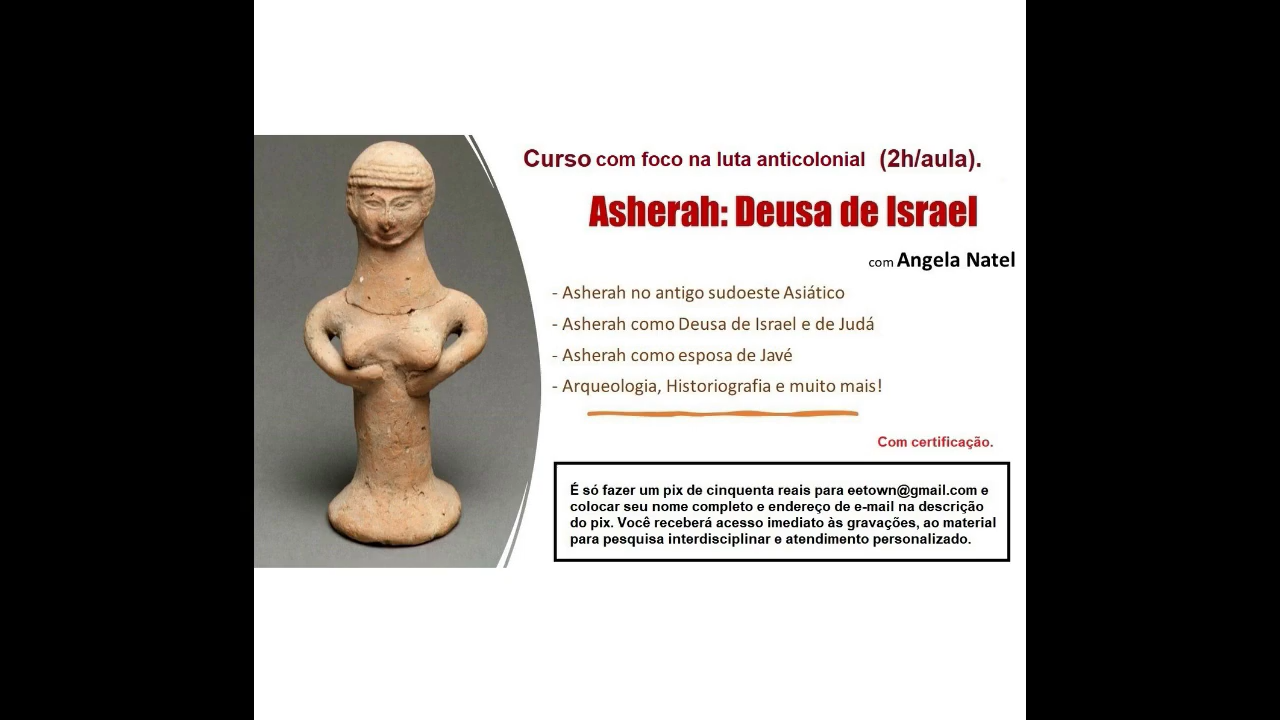 Curso com foco na luta anticolonial (2h/aula).
Asherah: Deusa de Israel
com Angela Natel
- Asherah no antigo sudoeste Asiático
- Asherah como Deusa de Israel e de Judá
- Asherah como esposa de Javé
- Arqueologia, Historiografia e muito mais!
Com certificação.
É só fazer um pix de cinquenta reais para eetown@gmail.com e
colocar seu nome completo e endereço de e-mail na descrição
do pix. Você receberá acesso imediato às gravações, ao material
para pesquisa interdisciplinar e atendimento personalizado.